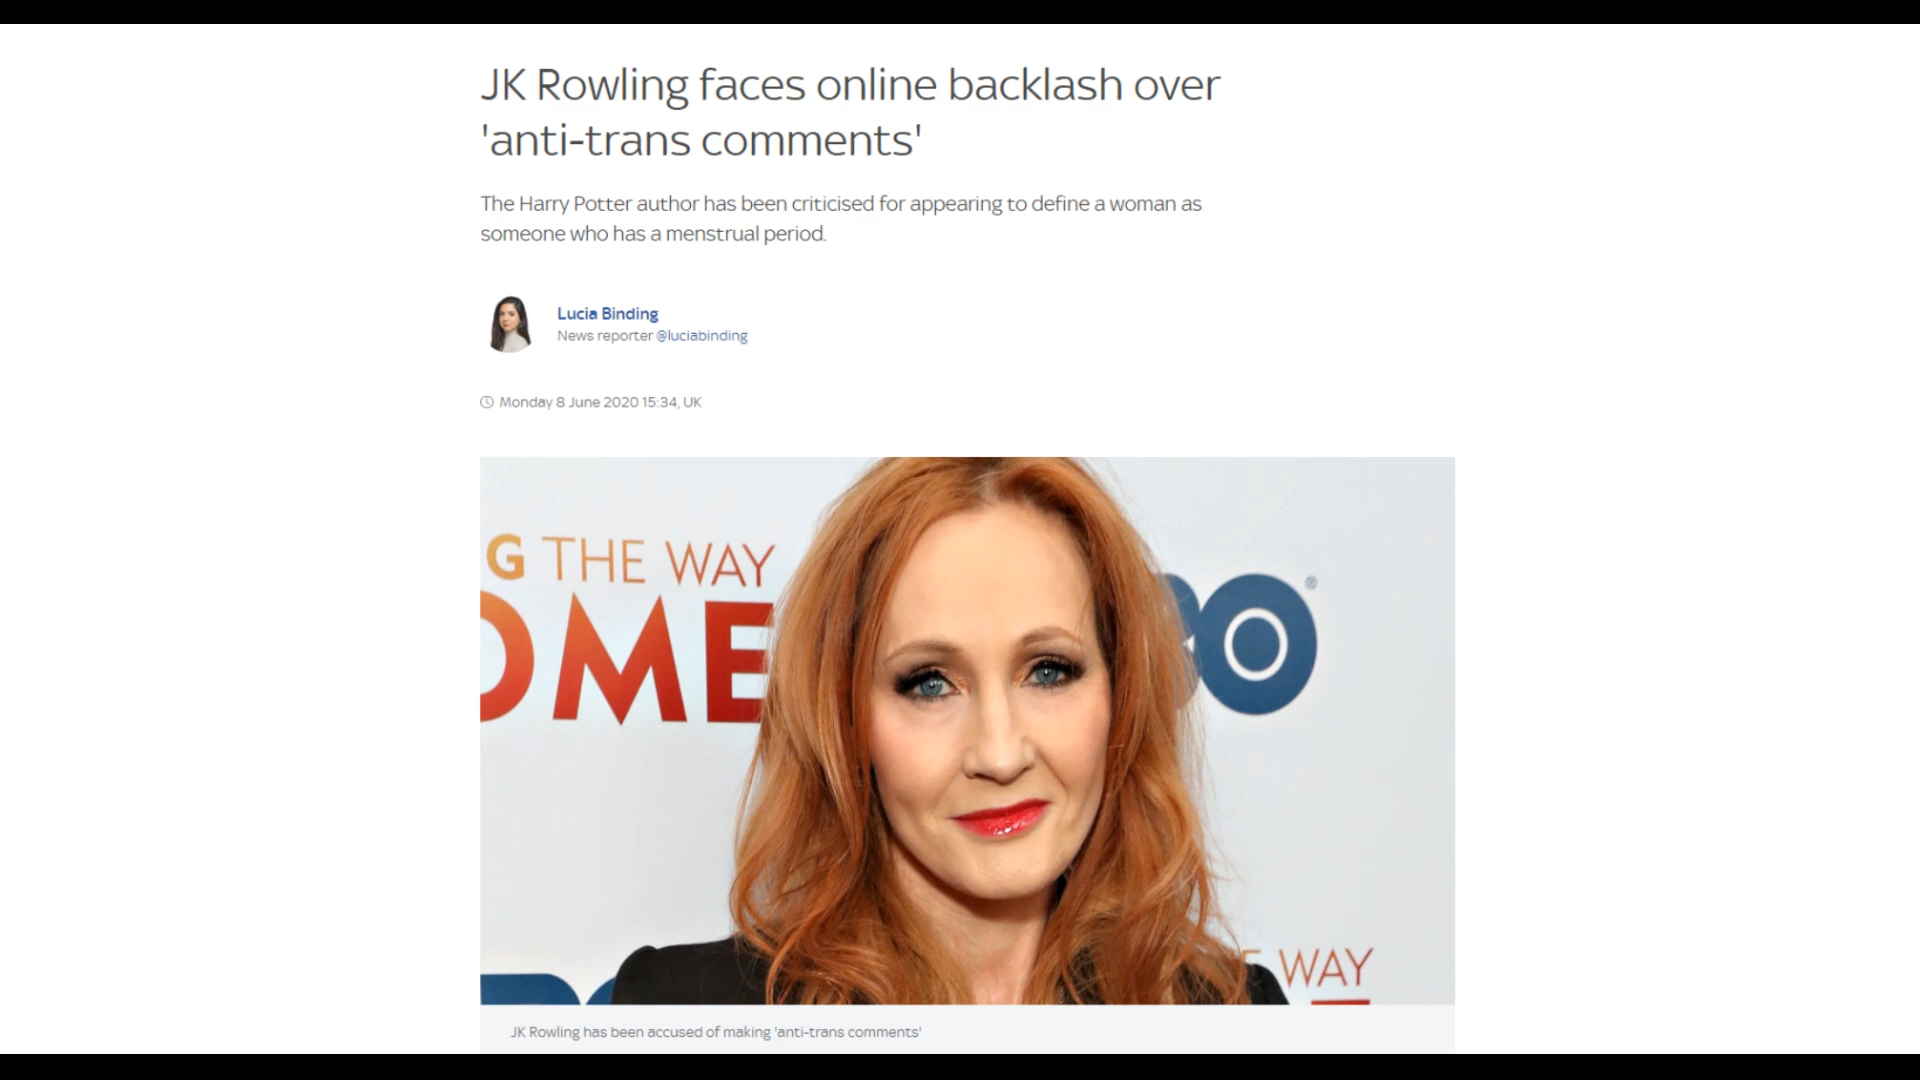 JK Rowling faces online backlash over
'anti-trans comments'
The Harry Potter author has been criticised for appearing to define a woman as
someone who has a menstrual period.
Lucia Binding
News reporter @luciabinding
Monday 8 June 2020 15:34, UK
G THE WAY
OME
O®
E WAY
JK Rowling has been accused of making 'anti-trans comments'